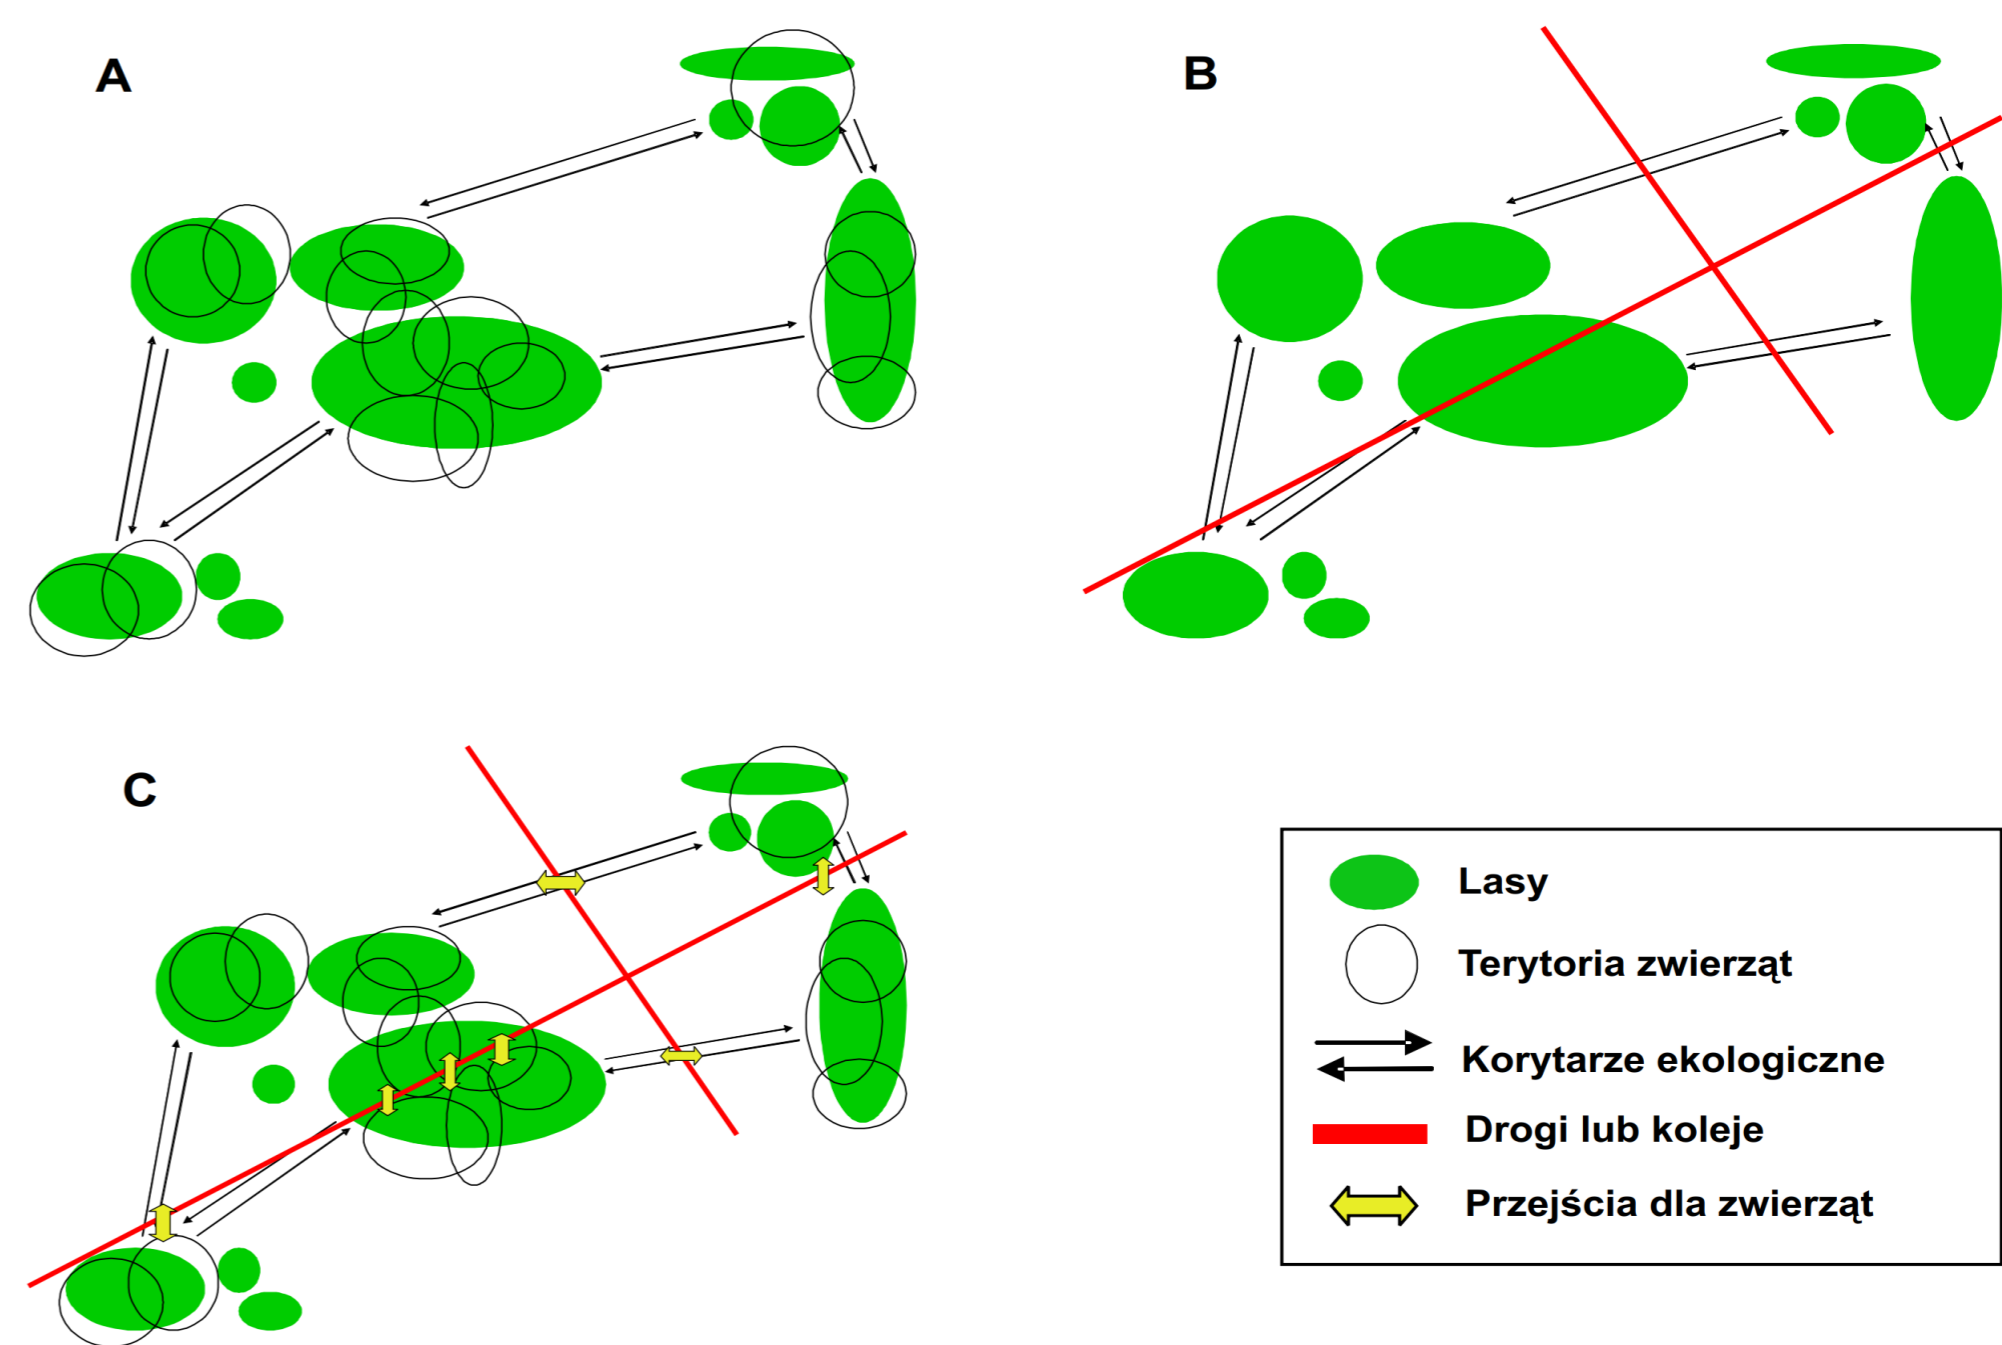 A
B
C
Lasy
Terytoria zwierząt
Korytarze ekologiczne
Drogi lub koleje
Przejścia dla zwierząt